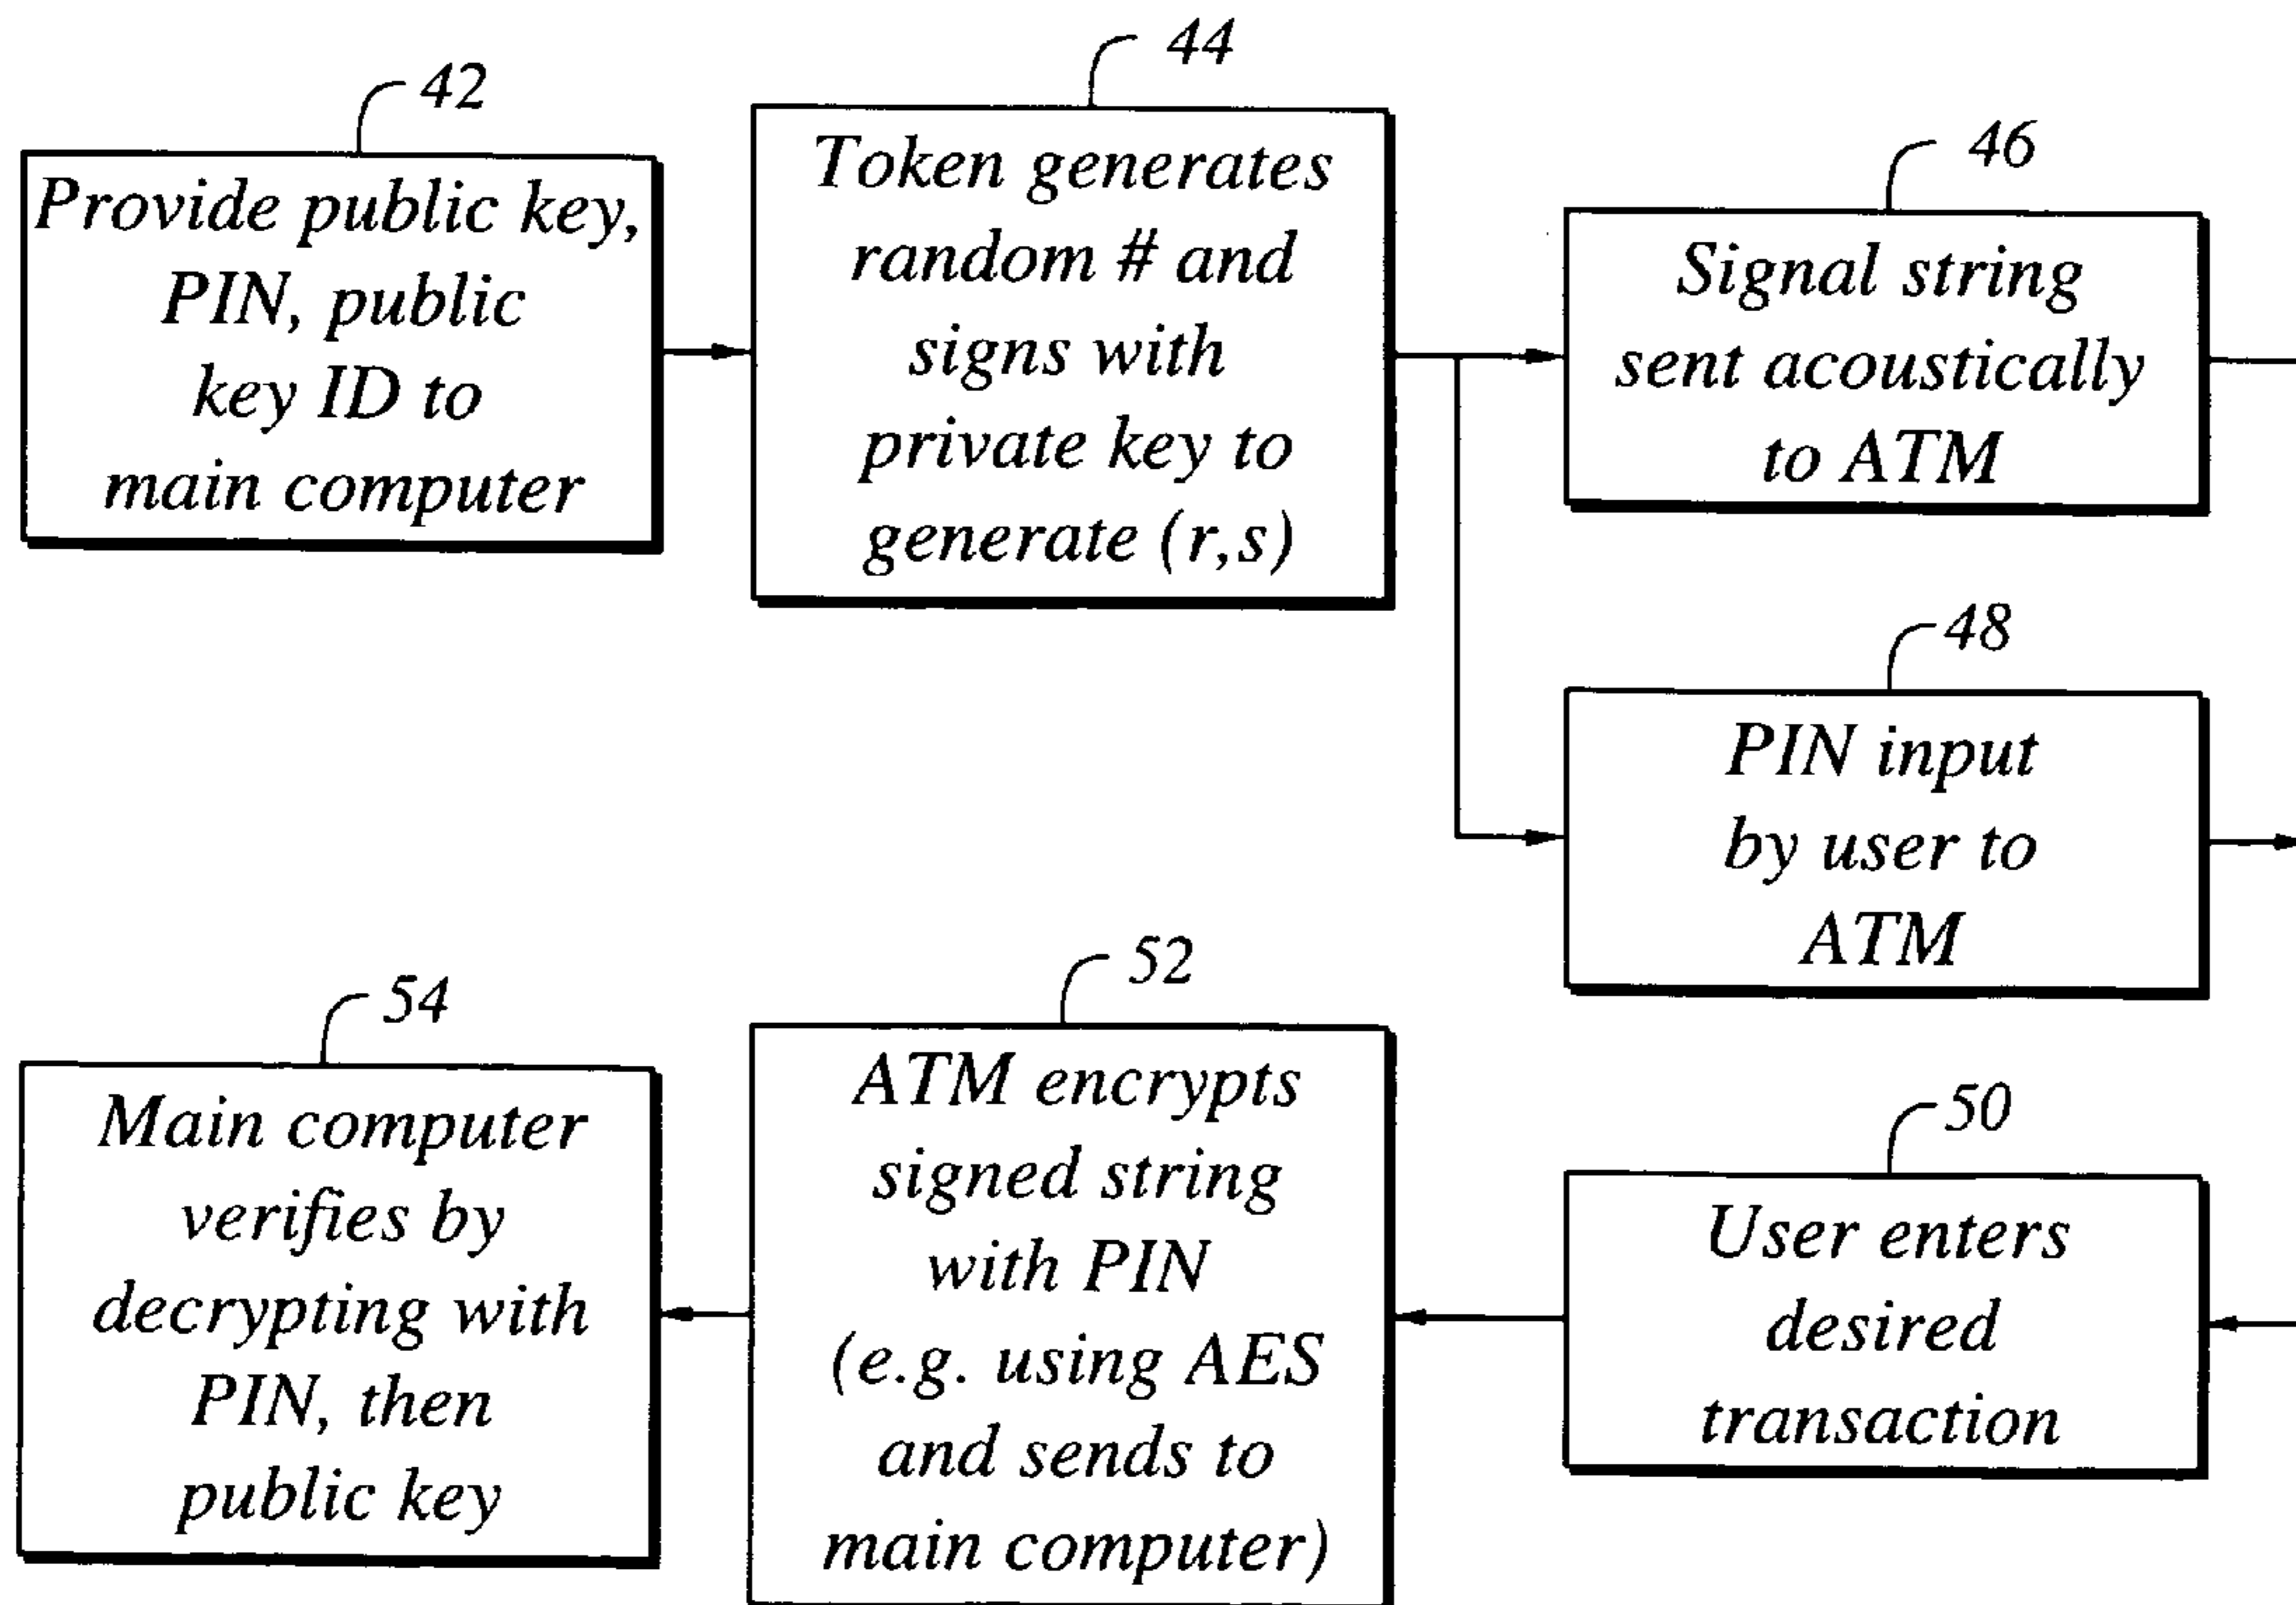 42
Provide public key,
PIN, public
key ID to
main computer
44
Token generates
random # and
signs with
private key to
generate (r,s)
46
Signal string
sent acoustically
to ATM
48
PIN input
by user to
ATM
50
User enters
desired
transaction
52
ATM encrypts
signed string
with PIN
(e.g. using AES
and sends to
main computer)
54
Main computer
verifies by
decrypting with
PIN, then
public key